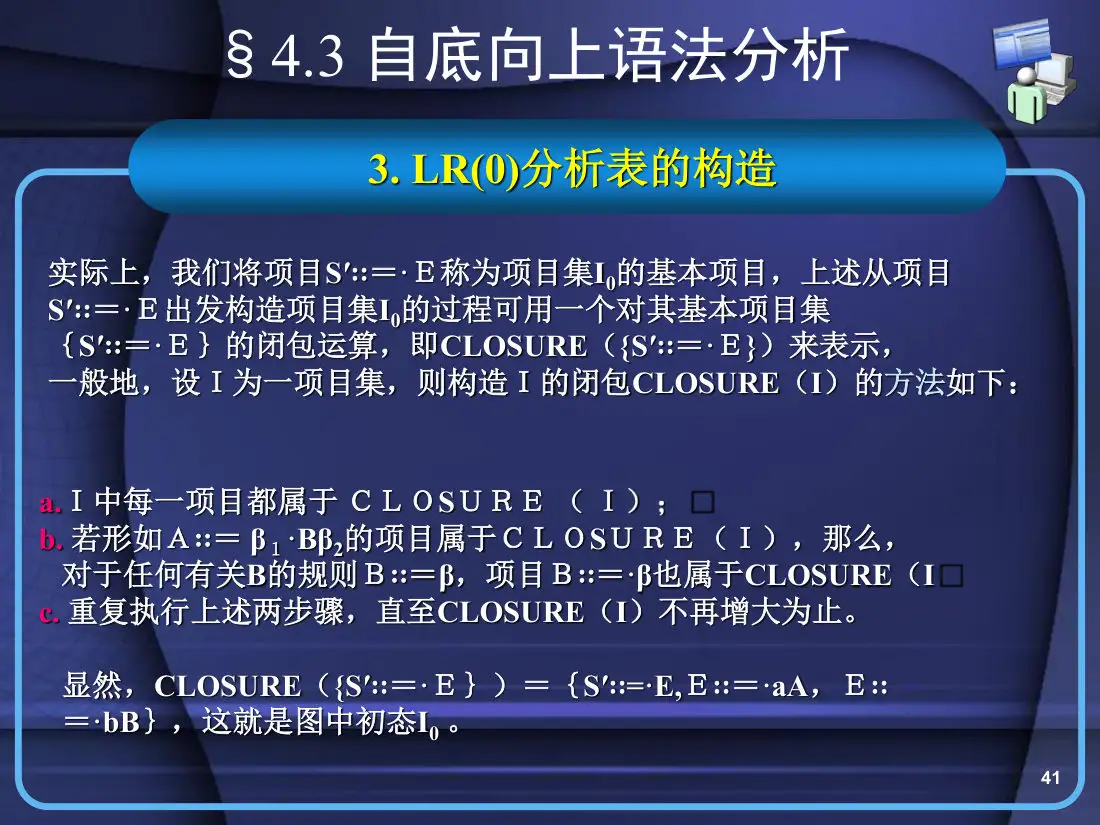 §4.3 自底向上语法分析
3. LR(0)分析表的构造
实际上，我们将项目S′::＝·Ｅ称为项目集I₀的基本项目，上述从项目
S′::＝·Ｅ出发构造项目集I₀的过程可用一个对其基本项目集
｛S′::＝·Ｅ｝的闭包运算，即CLOSURE（{S′::＝·Ｅ}）来表示，
一般地，设Ｉ为一项目集，则构造Ｉ的闭包CLOSURE（I）的方法如下：
a.Ｉ中每一项目都属于 ＣＬＯSＵＲＥ （ Ｉ）；
b. 若形如Ａ::＝ β₁·Bβ₂的项目属于ＣＬＯSＵＲＥ（Ｉ），那么，
对于任何有关B的规则Ｂ::＝β，项目Ｂ::＝·β也属于CLOSURE（I
c. 重复执行上述两步骤，直至CLOSURE（I）不再增大为止。
显然，CLOSURE（{S′::＝·Ｅ｝）＝｛S′::=·E,Ｅ::＝·aA，Ｅ::
＝·bB｝，这就是图中初态I₀ 。
41